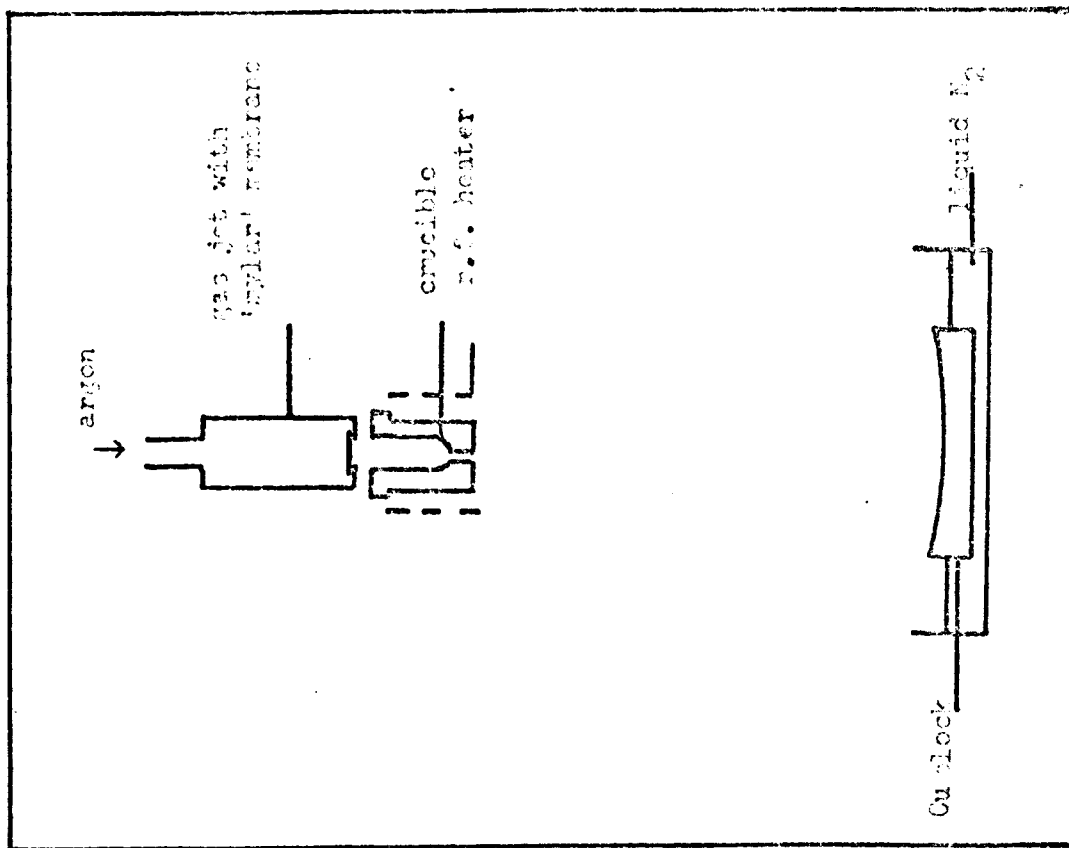 argon
gas jet with
'mylar' membrane
crucible
r.f. heater
liquid N2
Cu block